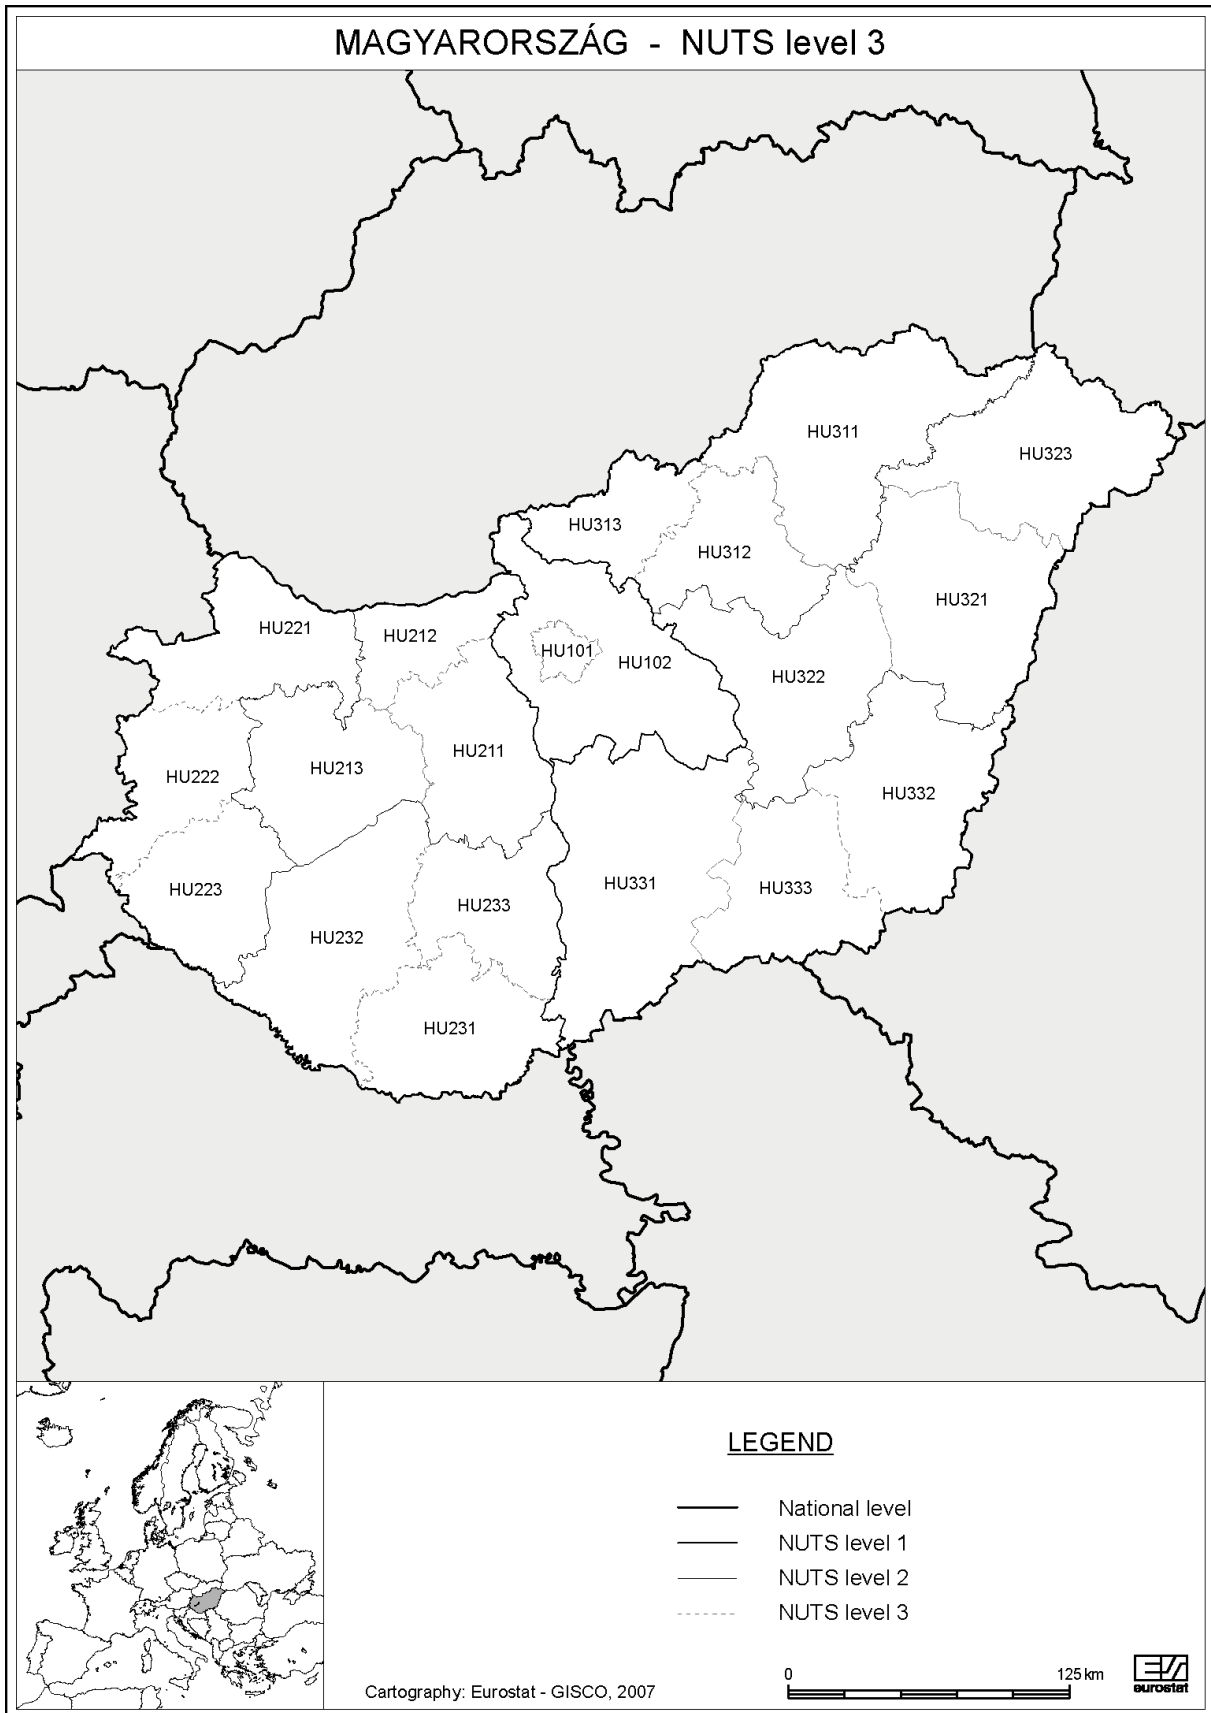 MAGYARORSZÁG - NUTS level 3
HU311
HU323
HU313
HU312
HU321
HU221
HU212
HU101
HU102
HU322
HU211
HU213
HU222
HU332
HU331
HU333
HU223
HU233
HU232
HU231
LEGEND
National level
NUTS level 1
NUTS level 2
NUTS level 3
0 125 km
Cartography: Eurostat - GISCO, 2007
eurostat